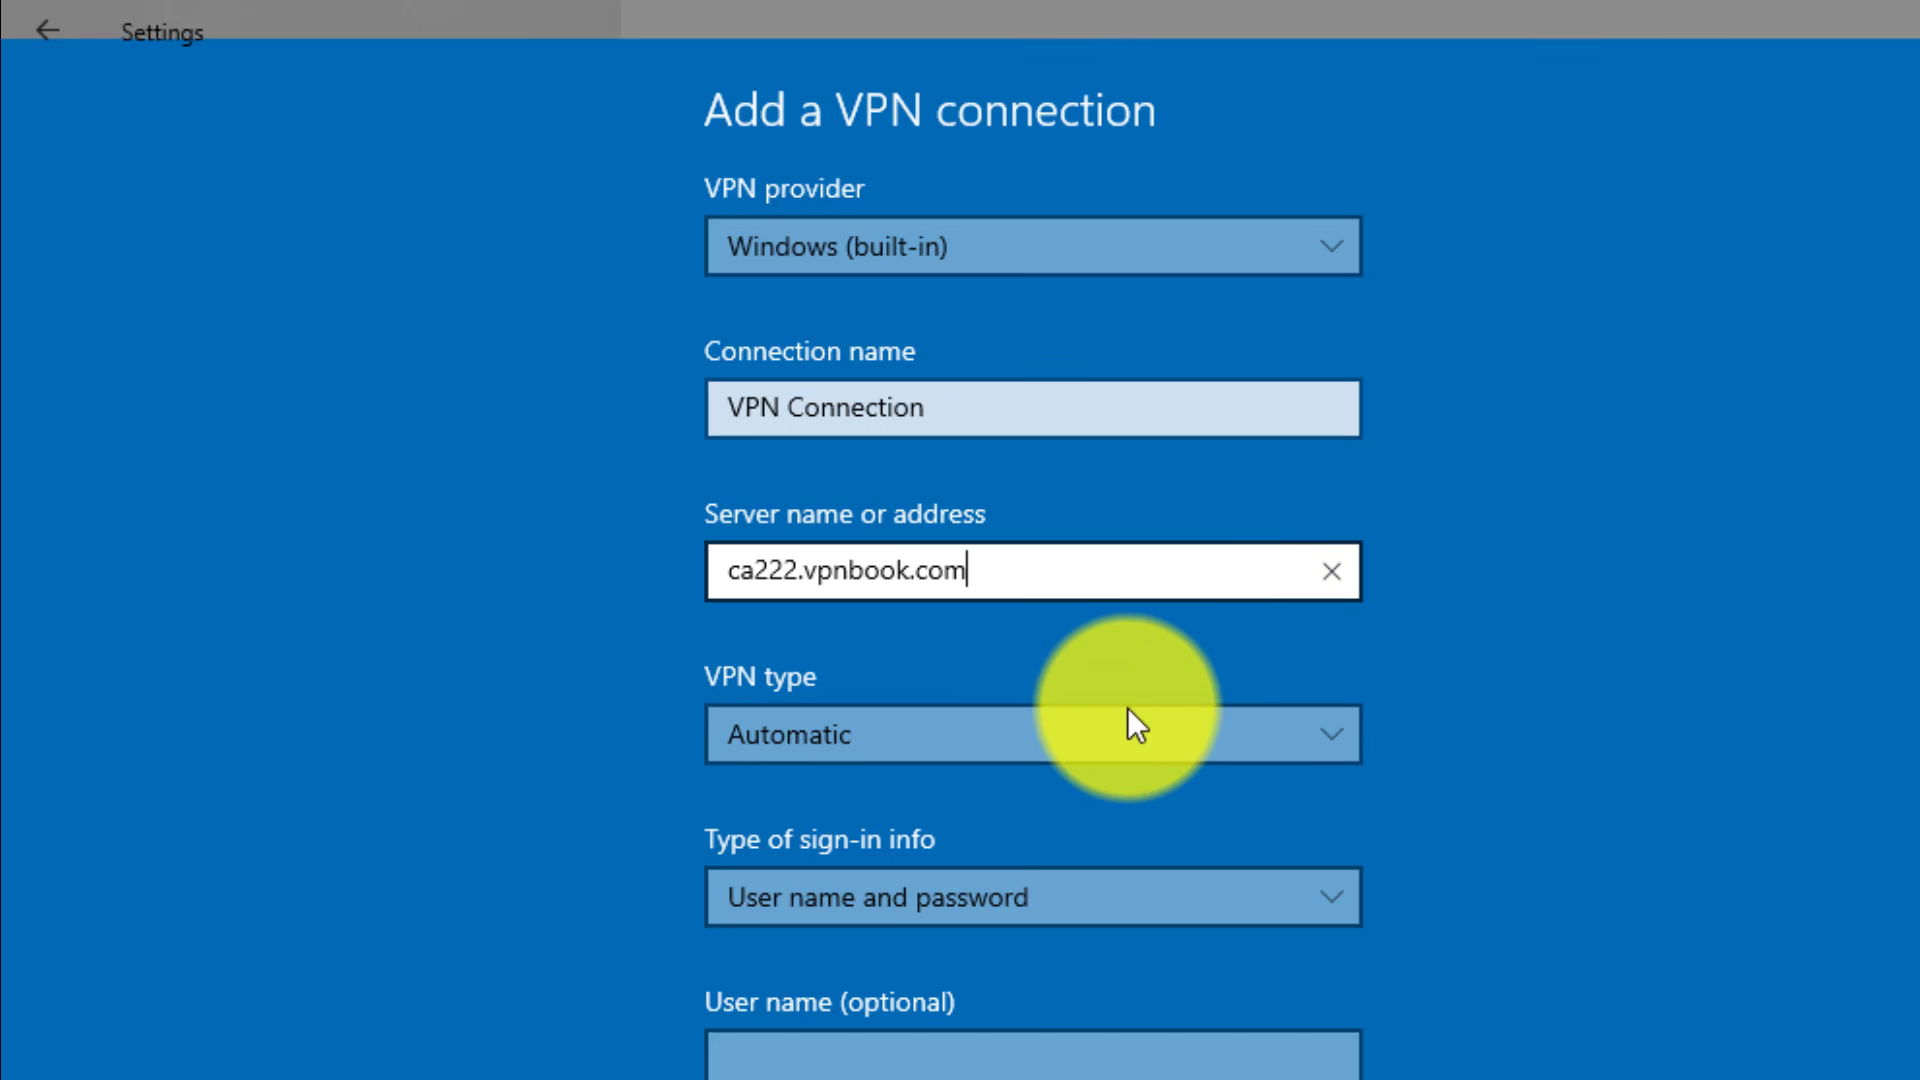 Settings
Add a VPN connection
VPN provider
Windows (built-in)
Connection name
VPN Connection
Server name or address
ca222.vpnbook.com
VPN type
Automatic
Type of sign-in info
User name and password
User name (optional)